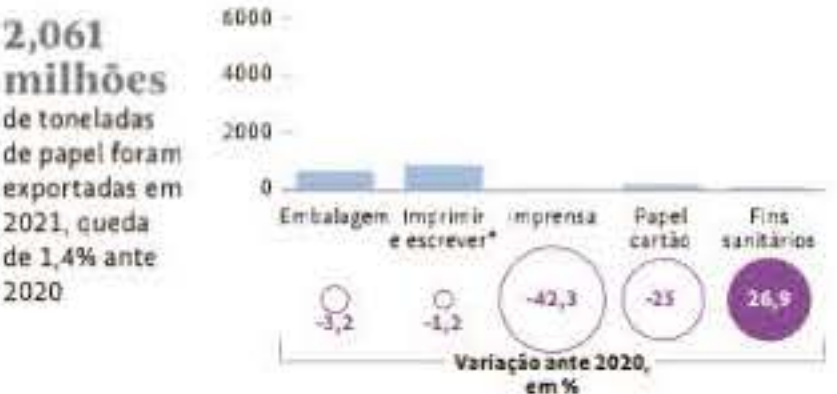 2,061
milhões
de toneladas
de papel foram
exportadas em
2021, queda
de 1,4% ante
2020
6000
4000
2000
0
Embalagem
Imprimir
e escrever*
Imprensa
Papel
cartão
Fins
sanitários
-3,2
-1,2
-42,3
-25
26,9
Variação ante 2020,
em %